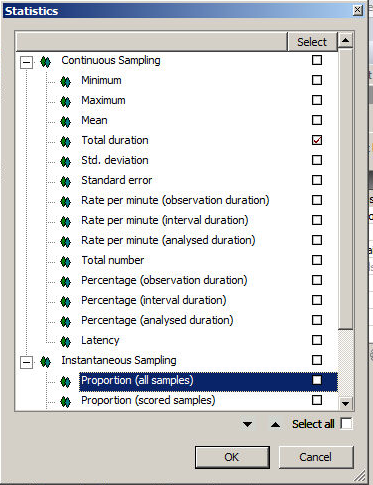 Statistics
Select
Continuous Sampling
Minimum
Maximum
Mean
Total duration
Std. deviation
Standard error
Rate per minute (observation duration)
Rate per minute (interval duration)
Rate per minute (analysed duration)
Total number
Percentage (observation duration)
Percentage (interval duration)
Percentage (analysed duration)
Latency
Instantaneous Sampling
Proportion (all samples)
Proportion (scored samples)
Select all
OK Cancel